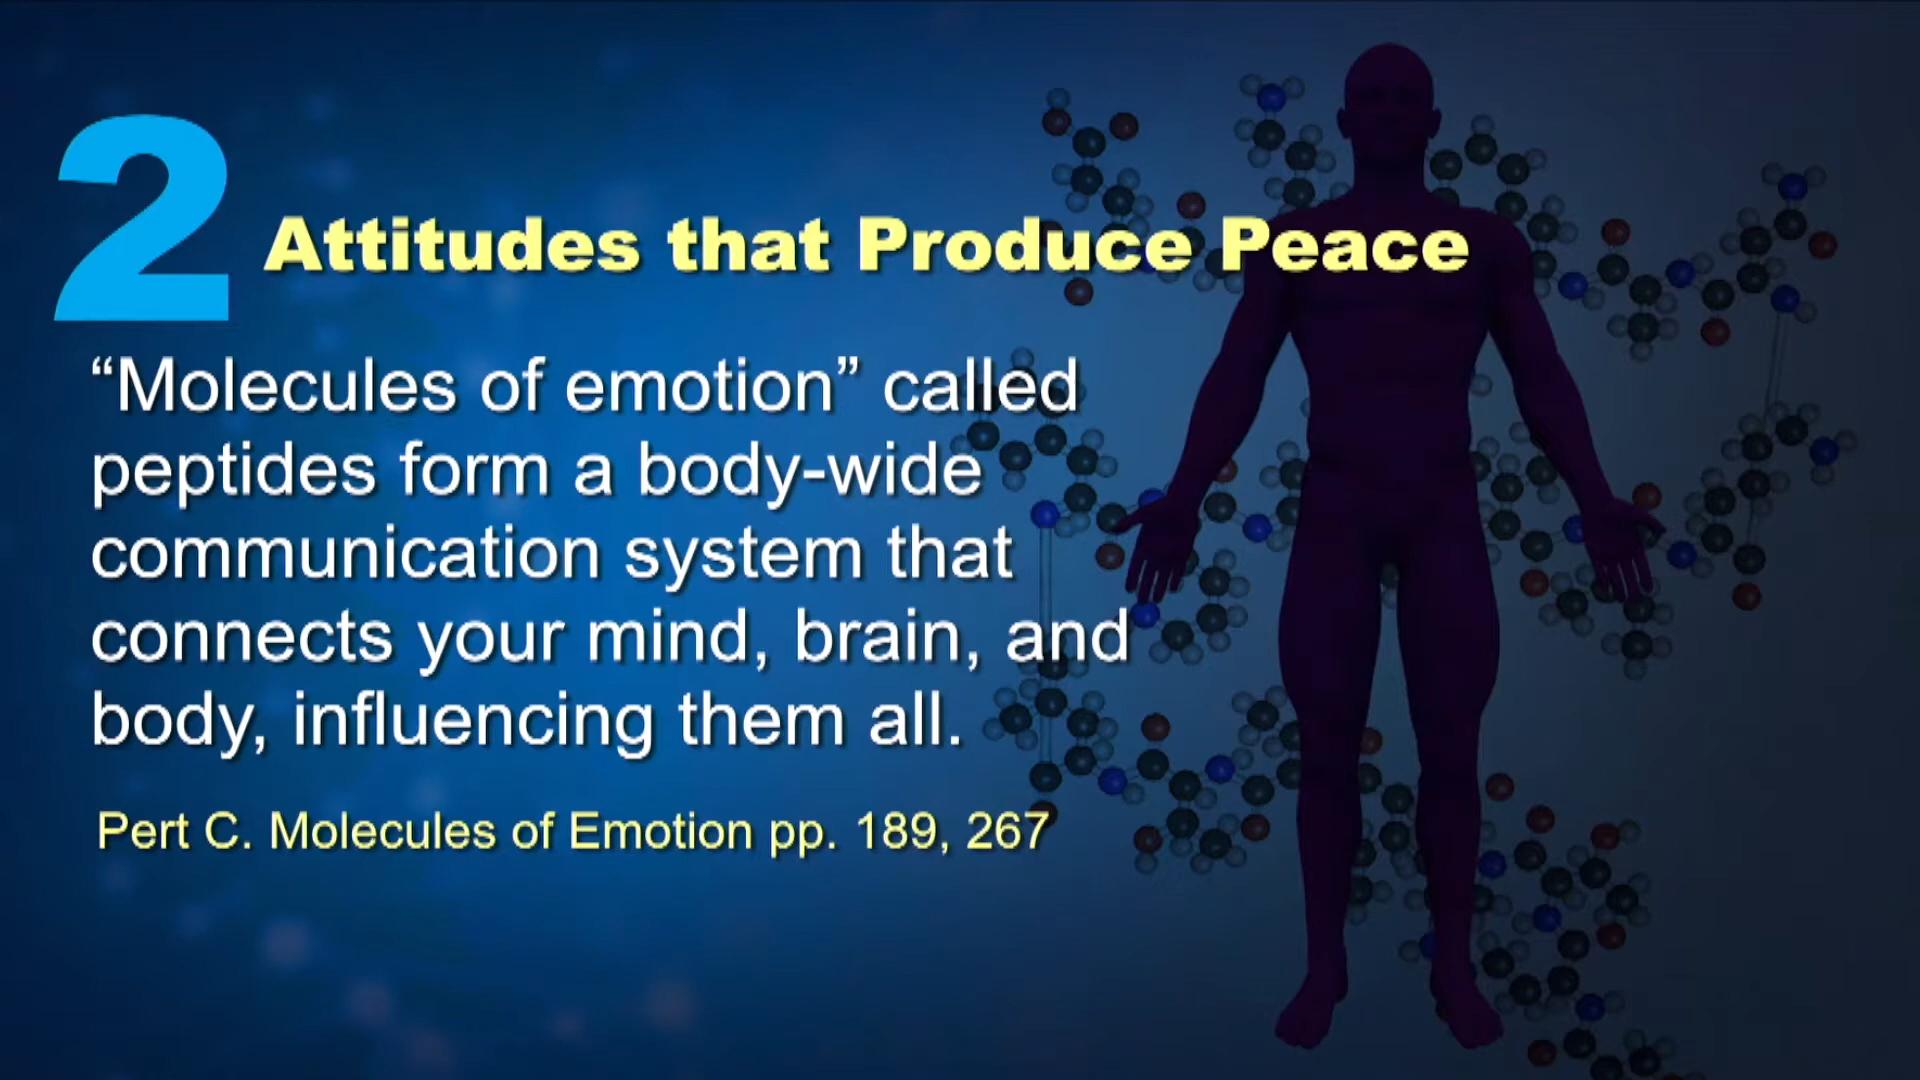 2 Attitudes that Produce Peace
“Molecules of emotion” called
peptides form a body-wide
communication system that
connects your mind, brain, and
body, influencing them all.
Pert C. Molecules of Emotion pp. 189, 267